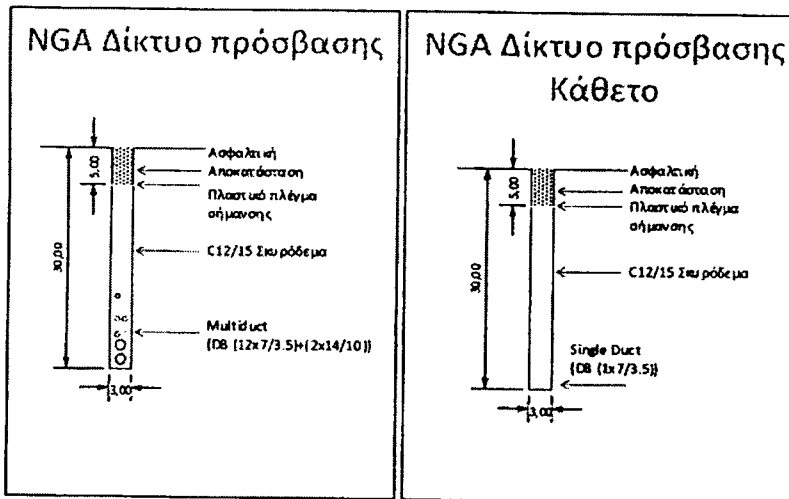 NGA Δίκτυο πρόσβασης
5.00
30,00
Ασφαλτική
Αποκατάσταση
Πλαστικό πλέγμα
σήμανσης
C12/15 Σκυρόδεμα
Multiduct
(DB (12x7/3.5)+(2x14/10))
3,00
NGA Δίκτυο πρόσβασης
Κάθετο
5.00
30,00
Ασφαλτική
Αποκατάσταση
Πλαστικό πλέγμα
σήμανσης
C12/15 Σκυρόδεμα
Single Duct
(DB (1x7/3.5))
3,00